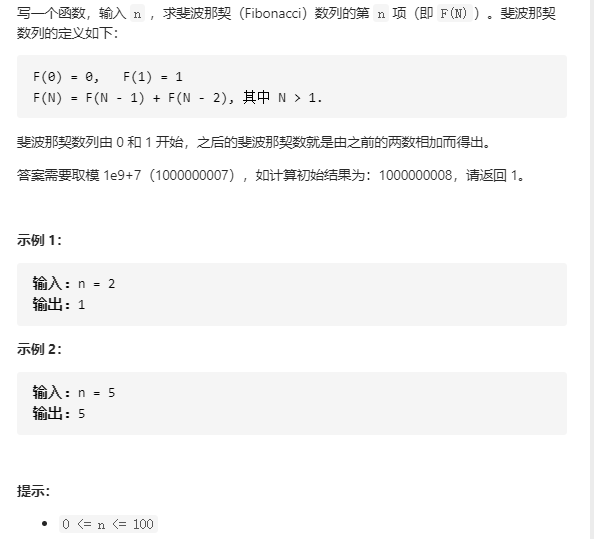 写一个函数，输入 n ，求斐波那契（Fibonacci）数列的第 n 项（即 F(N)）。斐波那契
数列的定义如下：
F(0) = 0,   F(1) = 1
F(N) = F(N - 1) + F(N - 2), 其中 N > 1.
斐波那契数列由 0 和 1 开始，之后的斐波那契数就是由之前的两数相加而得出。
答案需要取模 1e9+7（1000000007），如计算初始结果为：1000000008，请返回 1。
示例 1：
输入：n = 2
输出：1
示例 2：
输入：n = 5
输出：5
提示：
• 0 <= n <= 100